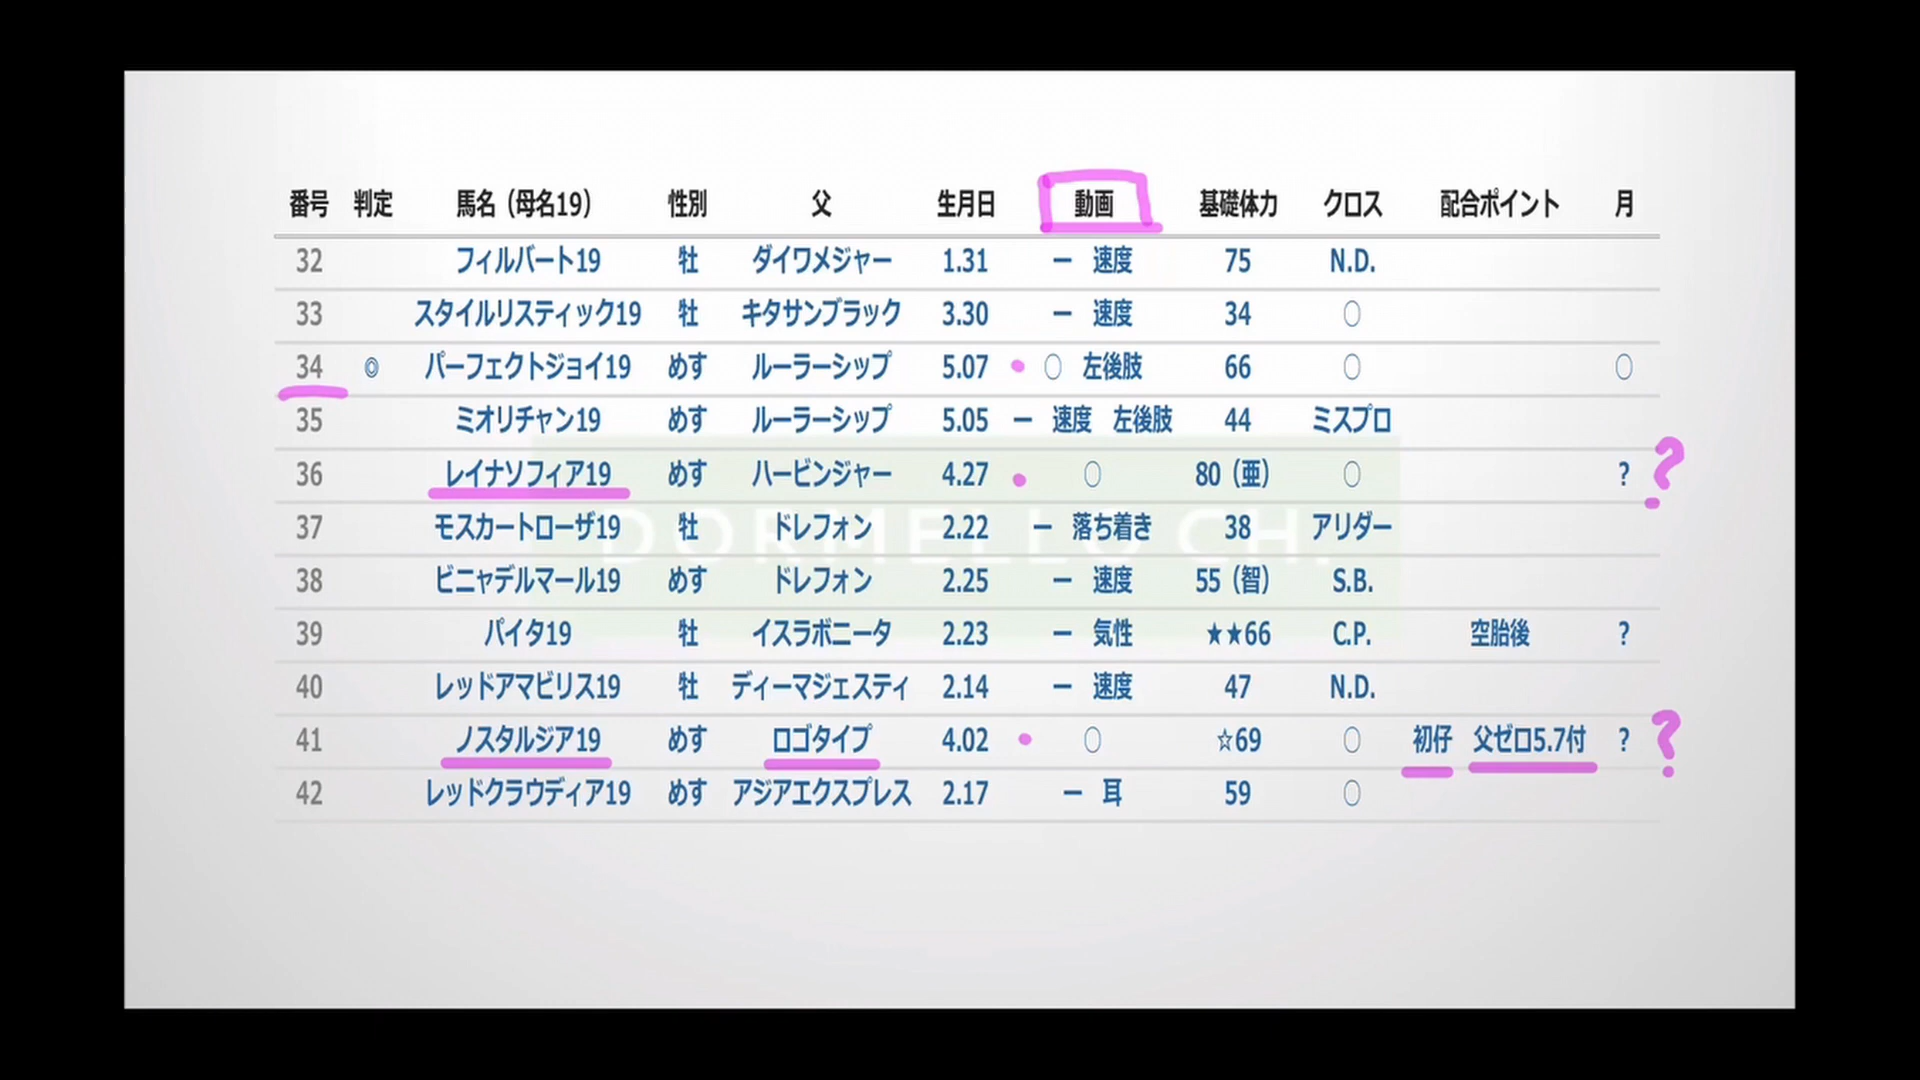 番号 判定 馬名（母名19） 性別 父 生月日 動画 基礎体力 クロス 配合ポイント 月
32 フィルバート19 牡 ダイワメジャー 1.31 − 速度 75 N.D.
33 スタイルリスティック19 牡 キタサンブラック 3.30 − 速度 34 ○
34 ◎ パーフェクトジョイ19 めす ルーラーシップ 5.07 ○ 左後肢 66 ○ ○
35 ミオリチャン19 めす ルーラーシップ 5.05 − 速度 左後肢 44 ミスプロ
36 レイナソフィア19 めす ハービンジャー 4.27 ○ 80（亜） ○ ? ?
37 モスカートローザ19 牡 ドレフォン 2.22 − 落ち着き 38 アリダー
DORMELLO CH.
38 ビニャデルマール19 めす ドレフォン 2.25 − 速度 55（智） S.B.
39 パイタ19 牡 イスラボニータ 2.23 − 気性 ★★66 C.P. 空胎後 ?
40 レッドアマビリス19 牡 ディーマジェスティ 2.14 − 速度 47 N.D.
41 ノスタルジア19 めす ロゴタイプ 4.02 ○ ☆69 ○ 初仔 父ゼロ5.7付 ? ?
42 レッドクラウディア19 めす アジアエクスプレス 2.17 − 耳 59 ○